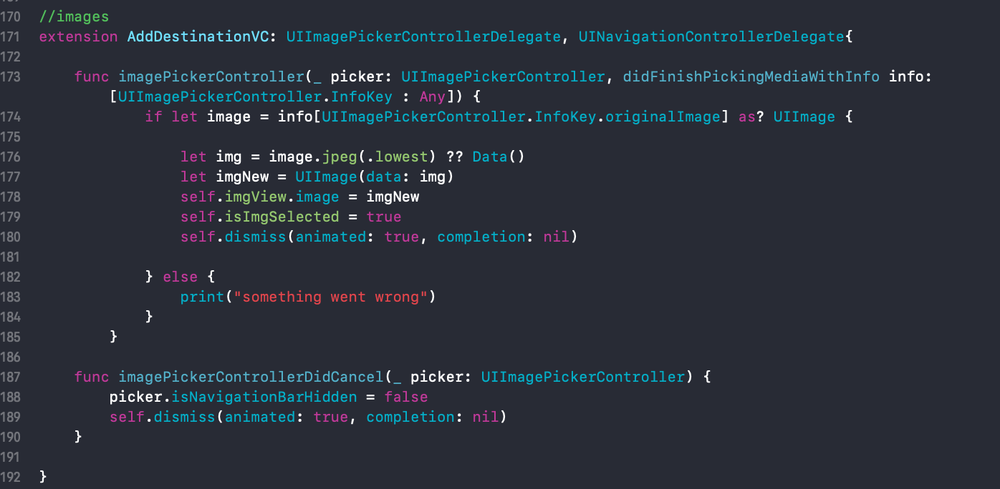 170 //images
171 extension AddDestinationVC: UIImagePickerControllerDelegate, UINavigationControllerDelegate{
172
173     func imagePickerController(_ picker: UIImagePickerController, didFinishPickingMediaWithInfo info:
        [UIImagePickerController.InfoKey : Any]) {
174             if let image = info[UIImagePickerController.InfoKey.originalImage] as? UIImage {
175
176                 let img = image.jpeg(.lowest) ?? Data()
177                 let imgNew = UIImage(data: img)
178                 self.imgView.image = imgNew
179                 self.isImgSelected = true
180                 self.dismiss(animated: true, completion: nil)
181
182             } else {
183                 print("something went wrong")
184             }
185         }
186
187     func imagePickerControllerDidCancel(_ picker: UIImagePickerController) {
188         picker.isNavigationBarHidden = false
189         self.dismiss(animated: true, completion: nil)
190     }
191
192 }